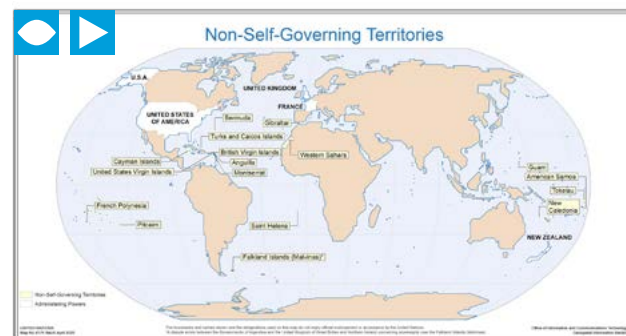 Non-Self-Governing Territories
U.S.A.
UNITED KINGDOM
FRANCE
UNITED STATES
OF AMERICA
Bermuda
Gibraltar
Turks and Caicos Islands
British Virgin Islands
Western Sahara
Cayman Islands
Anguilla
United States Virgin Islands
Montserrat
Guam
American Samoa
Tokelau
French Polynesia
New
Caledonia
Pitcairn
Saint Helena
NEW ZEALAND
Falkland Islands (Malvinas)*
Non-Self-Governing Territories
Administering Powers